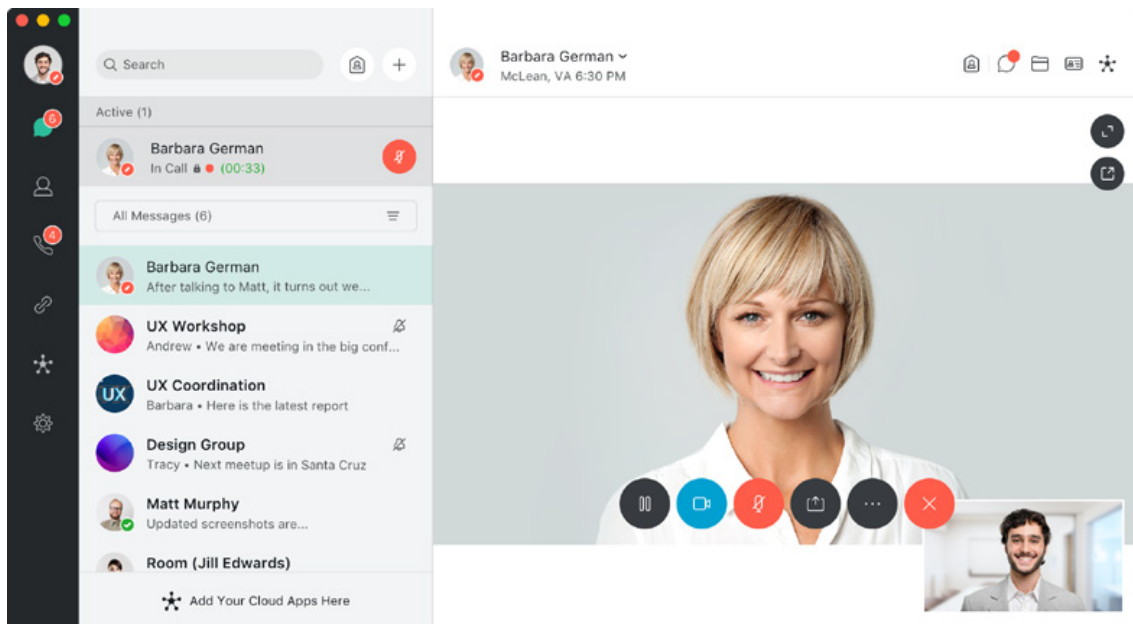 Search
Active (1)
Barbara German
In Call (00:33)
All Messages (6)
Barbara German
After talking to Matt, it turns out we...
UX Workshop
Andrew • We are meeting in the big conf...
UX
UX Coordination
Barbara • Here is the latest report
Design Group
Tracy • Next meetup is in Santa Cruz
Matt Murphy
Updated screenshots are...
Room (Jill Edwards)
Add Your Cloud Apps Here
6
4
Barbara German
McLean, VA 6:30 PM